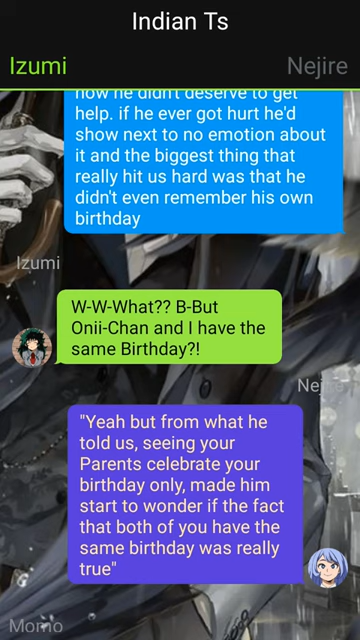 Indian Ts
Izumi Nejire
how he didn't deserve to get
help. if he ever got hurt he'd
show next to no emotion about
it and the biggest thing that
really hit us hard was that he
didn't even remember his own
birthday
Izumi
W-W-What?? B-But
Onii-Chan and I have the
same Birthday?!
Nejire
"Yeah but from what he
told us, seeing your
Parents celebrate your
birthday only, made him
start to wonder if the fact
that both of you have the
same birthday was really
true"
Momo